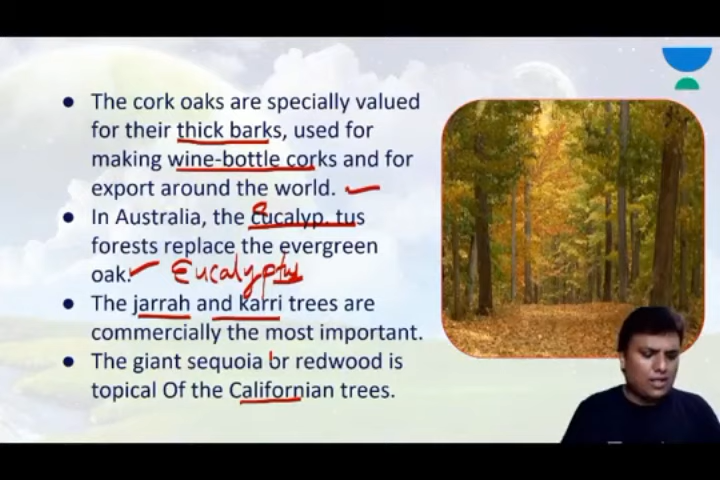 • The cork oaks are specially valued
for their thick barks, used for
making wine-bottle corks and for
export around the world.
• In Australia, the eucalyp. tus
forests replace the evergreen
oak. Eucalyptus
• The jarrah and karri trees are
commercially the most important.
• The giant sequoia or redwood is
topical Of the Californian trees.